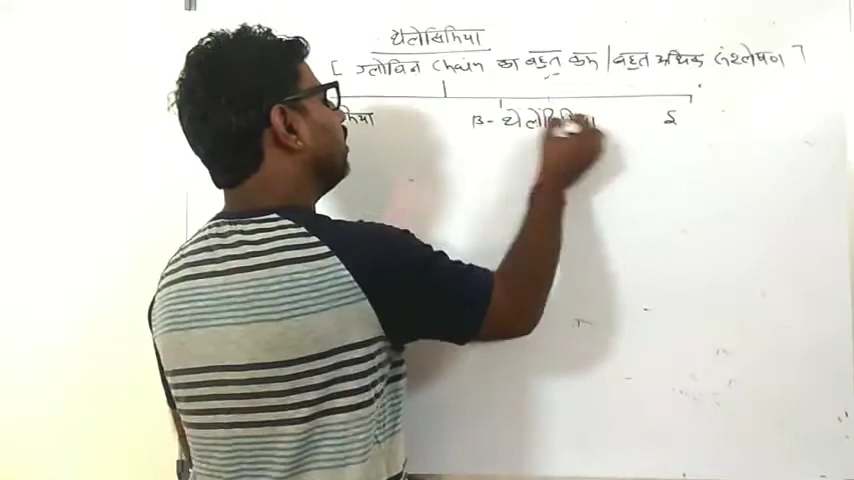 थैलेसिमिया
[ ग्लोबिन Chain का बहुत कम / बहुत अधिक संश्लेषण ]
मिया β- थैलेसिमिया δ